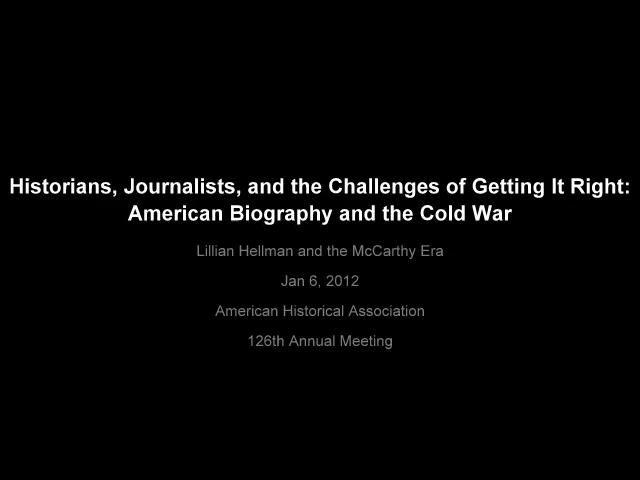 Historians, Journalists, and the Challenges of Getting It Right:
American Biography and the Cold War
Lillian Hellman and the McCarthy Era
Jan 6, 2012
American Historical Association
126th Annual Meeting